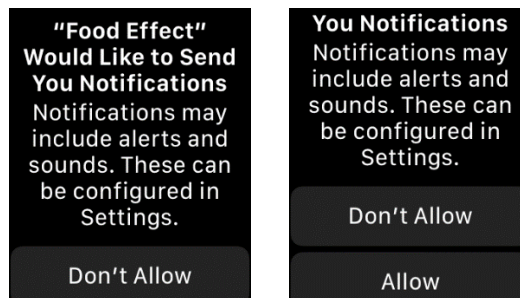 “Food Effect”
Would Like to Send
You Notifications
Notifications may
include alerts and
sounds. These can
be configured in
Settings.
Don’t Allow
You Notifications
Notifications may
include alerts and
sounds. These can
be configured in
Settings.
Don’t Allow
Allow